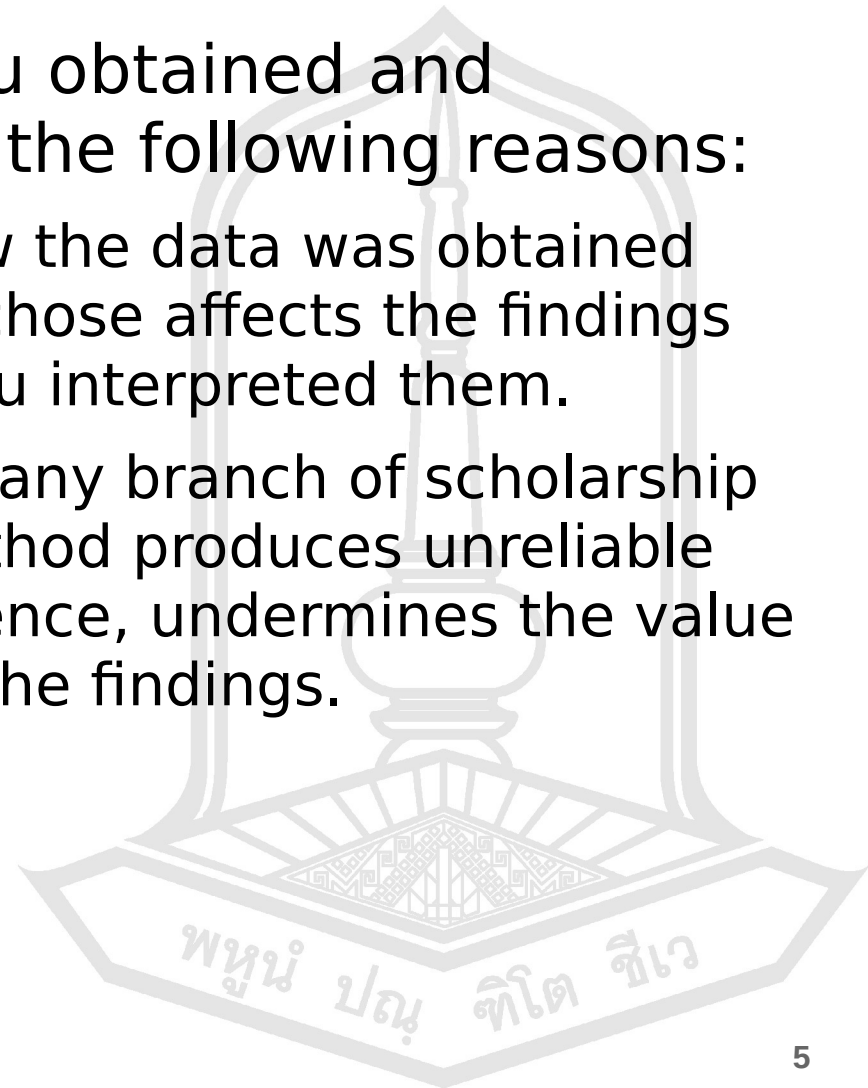 u obtained and
the following reasons:
w the data was obtained
those affects the findings
u interpreted them.
any branch of scholarship
thod produces unreliable
ence, undermines the value
he findings.
พหูนํ ปณฺ ฑิโต ชีเว
5